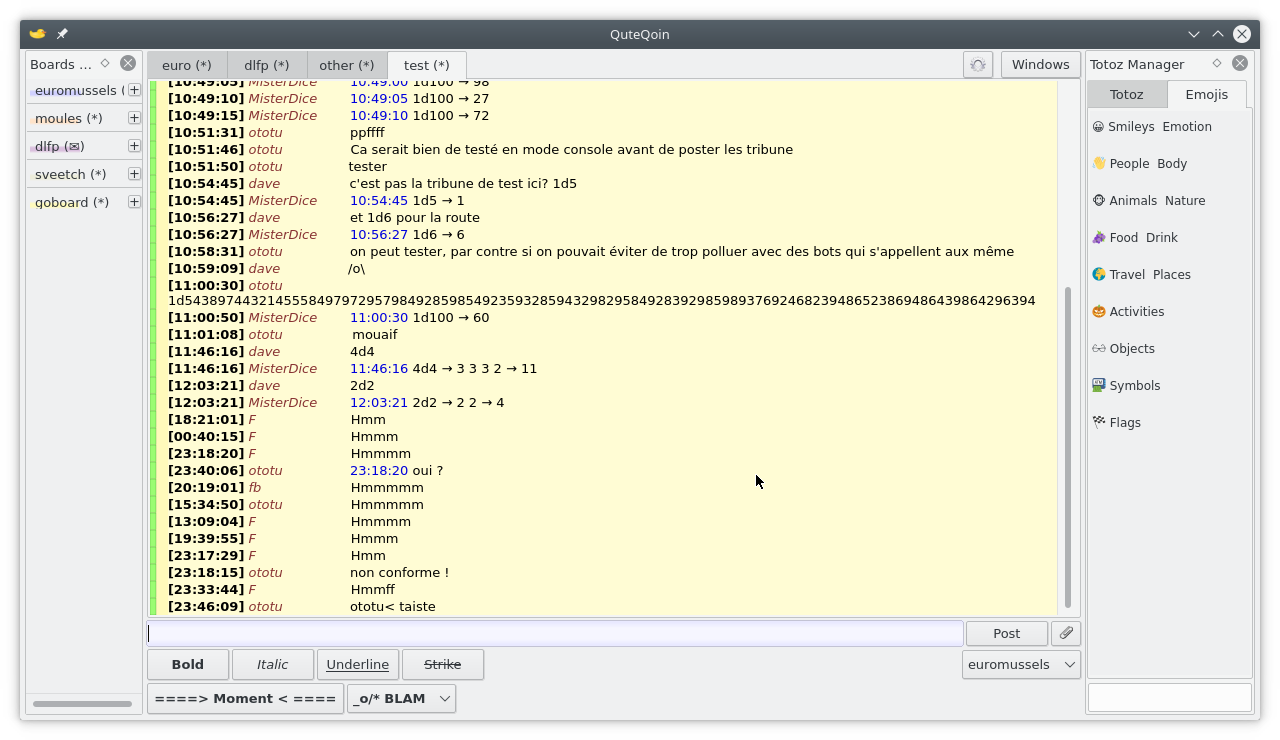 QuteQoin
Boards ...
euromussels (
moules (*)
dlfp (✉)
sveetch (*)
goboard (*)
euro (*)
dlfp (*)
other (*)
test (*)
Windows
[10:49:05] MisterDice 10:49:00 1d100 → 98
[10:49:10] MisterDice 10:49:05 1d100 → 27
[10:49:15] MisterDice 10:49:10 1d100 → 72
[10:51:31] ototu ppffff
[10:51:46] ototu Ca serait bien de testé en mode console avant de poster les tribune
[10:51:50] ototu tester
[10:54:45] dave c'est pas la tribune de test ici? 1d5
[10:54:45] MisterDice 10:54:45 1d5 → 1
[10:56:27] dave et 1d6 pour la route
[10:56:27] MisterDice 10:56:27 1d6 → 6
[10:58:31] ototu on peut tester, par contre si on pouvait éviter de trop polluer avec des bots qui s'appellent aux même
[10:59:09] dave /o\
[11:00:30] ototu
1d54389744321455584979729579849285985492359328594329829584928392985989376924682394865238694864398642963​94
[11:00:50] MisterDice 11:00:30 1d100 → 60
[11:01:08] ototu mouaif
[11:46:16] dave 4d4
[11:46:16] MisterDice 11:46:16 4d4 → 3 3 3 2 → 11
[12:03:21] dave 2d2
[12:03:21] MisterDice 12:03:21 2d2 → 2 2 → 4
[18:21:01] F Hmm
[00:40:15] F Hmmm
[23:18:20] F Hmmmm
[23:40:06] ototu 23:18:20 oui ?
[20:19:01] fb Hmmmmm
[15:34:50] ototu Hmmmmm
[13:09:04] F Hmmmm
[19:39:55] F Hmmm
[23:17:29] F Hmm
[23:18:15] ototu non conforme !
[23:33:44] F Hmmff
[23:46:09] ototu ototu< taiste
Post
Bold
Italic
Underline
Strike
euromussels
====> Moment < ====
_o/* BLAM
Totoz Manager
Totoz
Emojis
Smileys Emotion
People Body
Animals Nature
Food Drink
Travel Places
Activities
Objects
Symbols
Flags